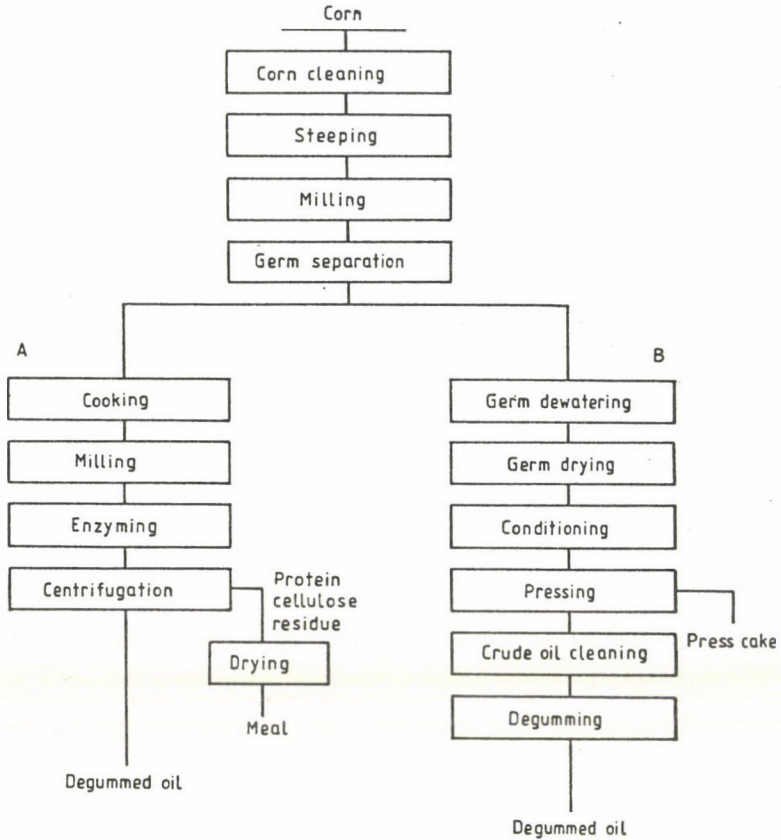 Corn
Corn cleaning
Steeping
Milling
Germ separation
A
Cooking
Milling
Enzyming
Centrifugation
Protein
cellulose
residue
Drying
Meal
Degummed oil
B
Germ dewatering
Germ drying
Conditioning
Pressing
Press cake
Crude oil cleaning
Degumming
Degummed oil